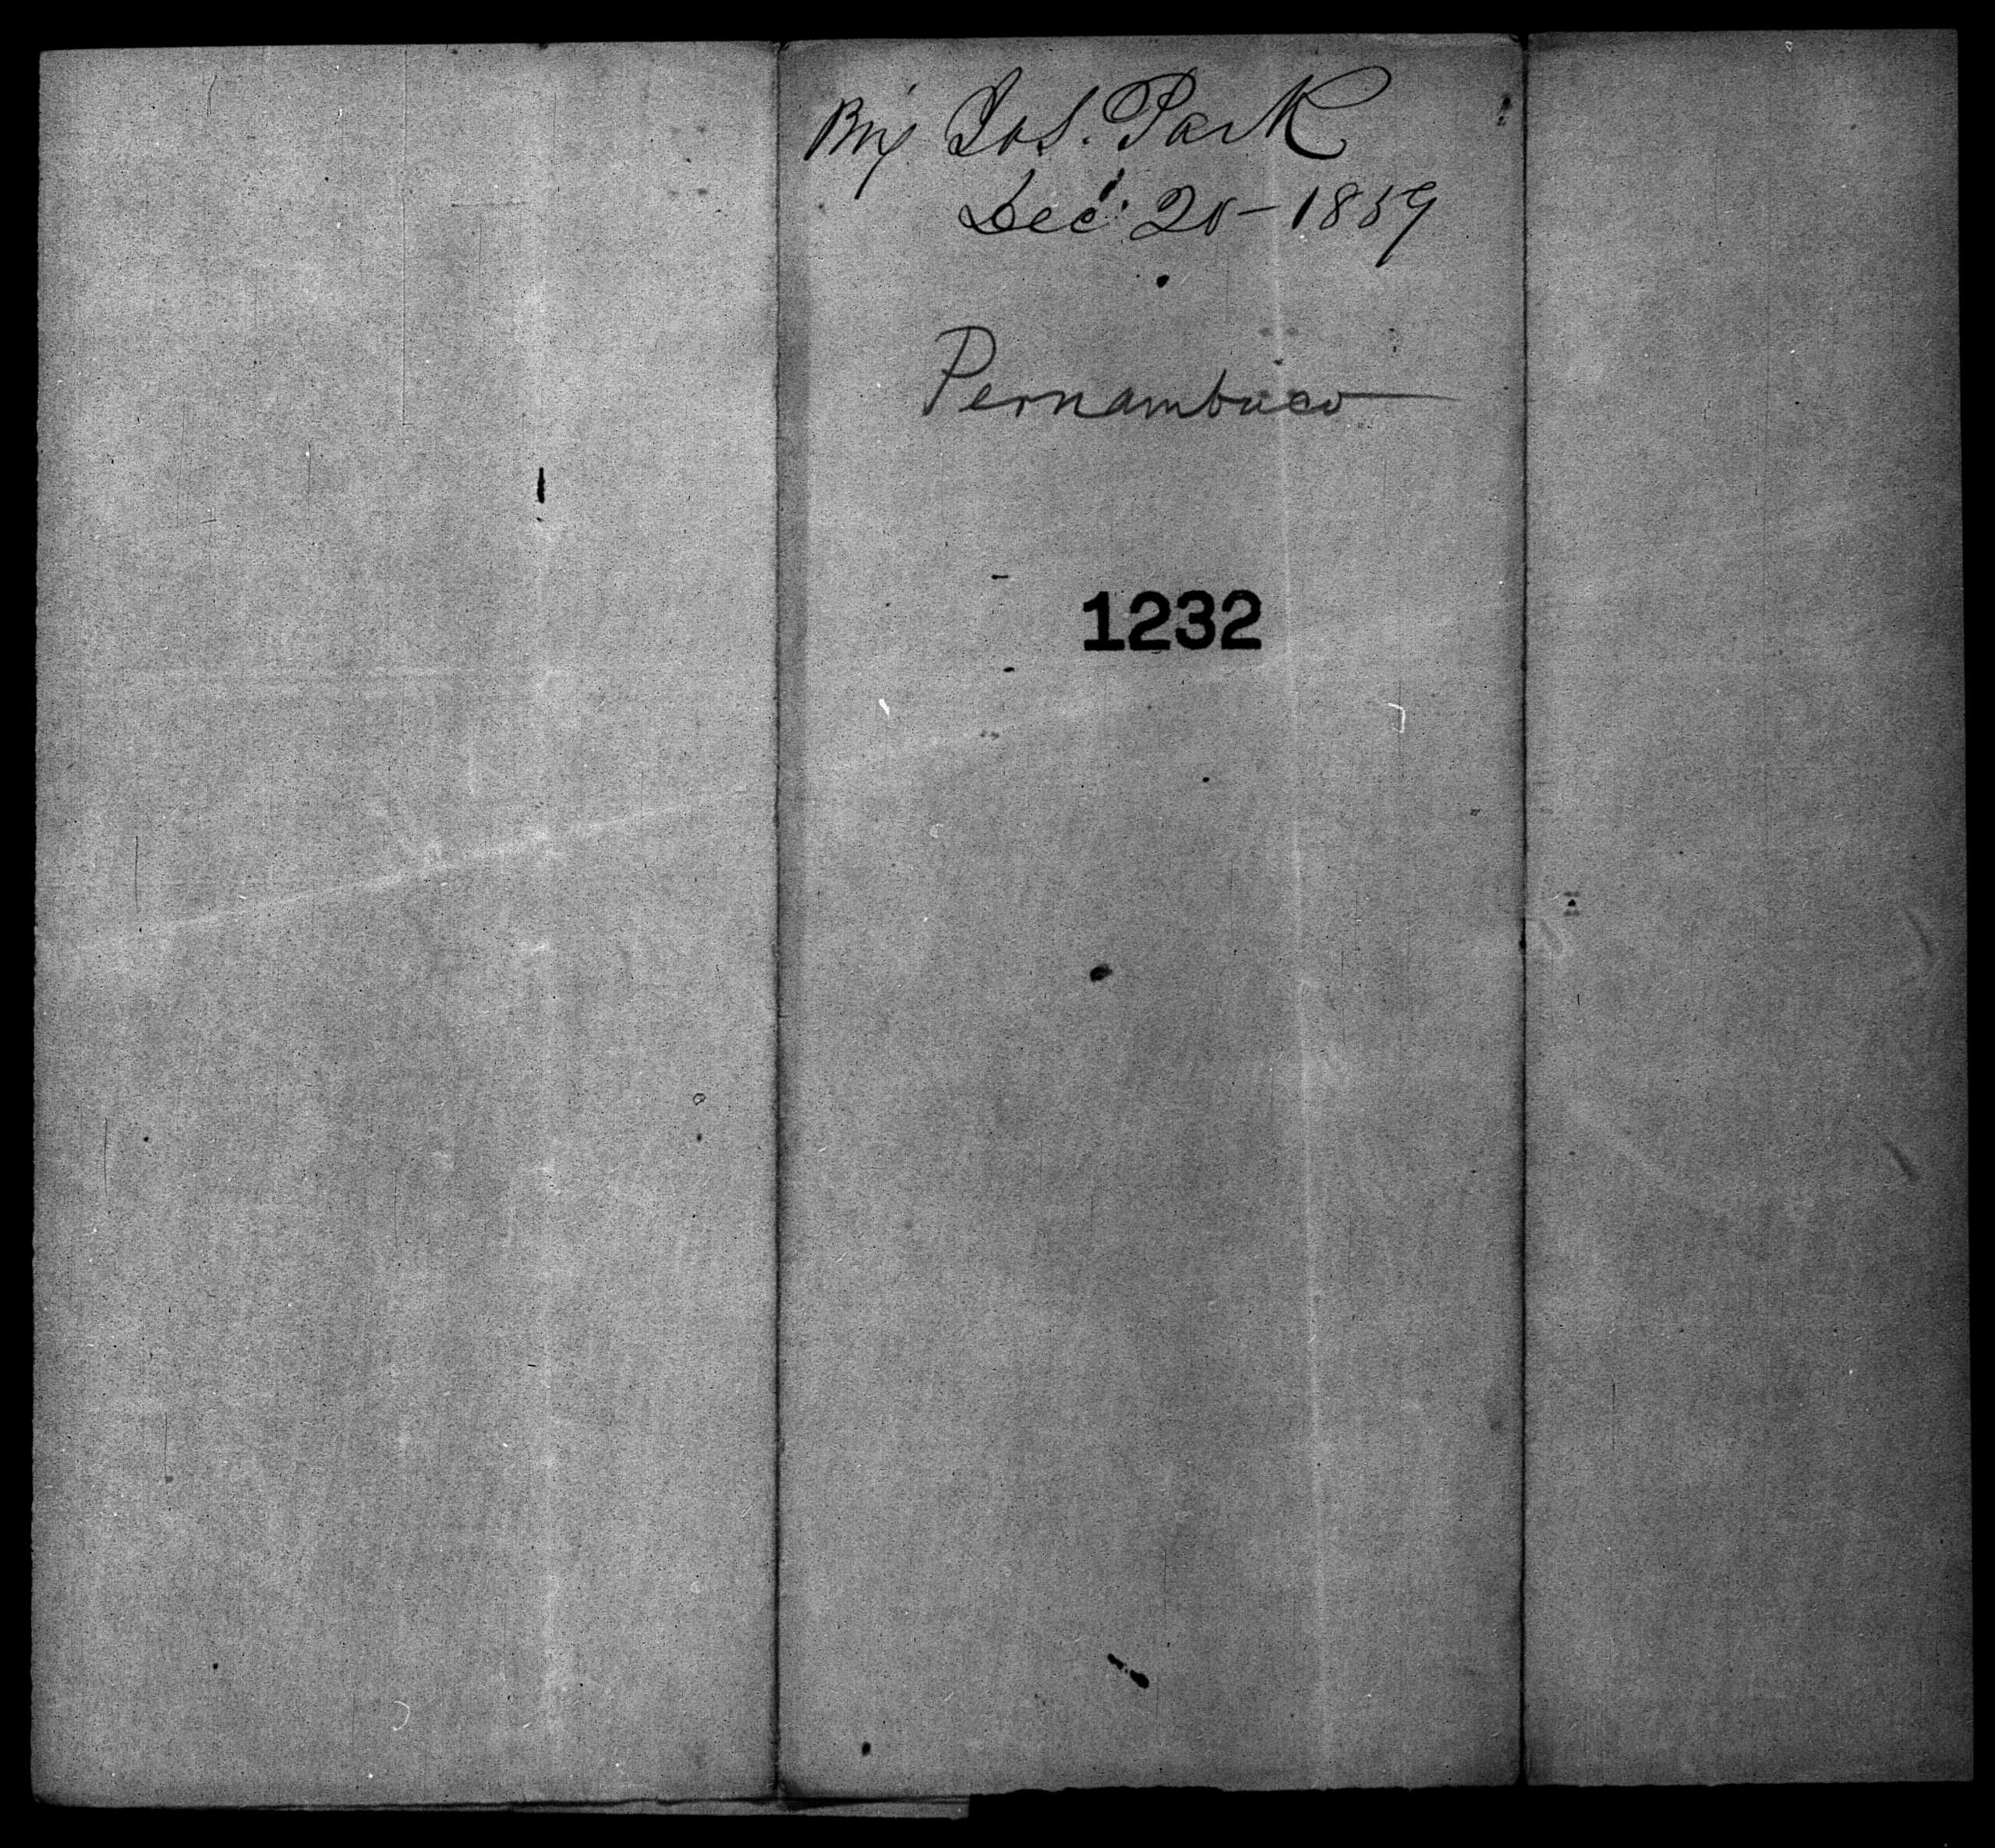 Brig Jos. Park
Dec. 20 - 1859
Pernambuco
1232